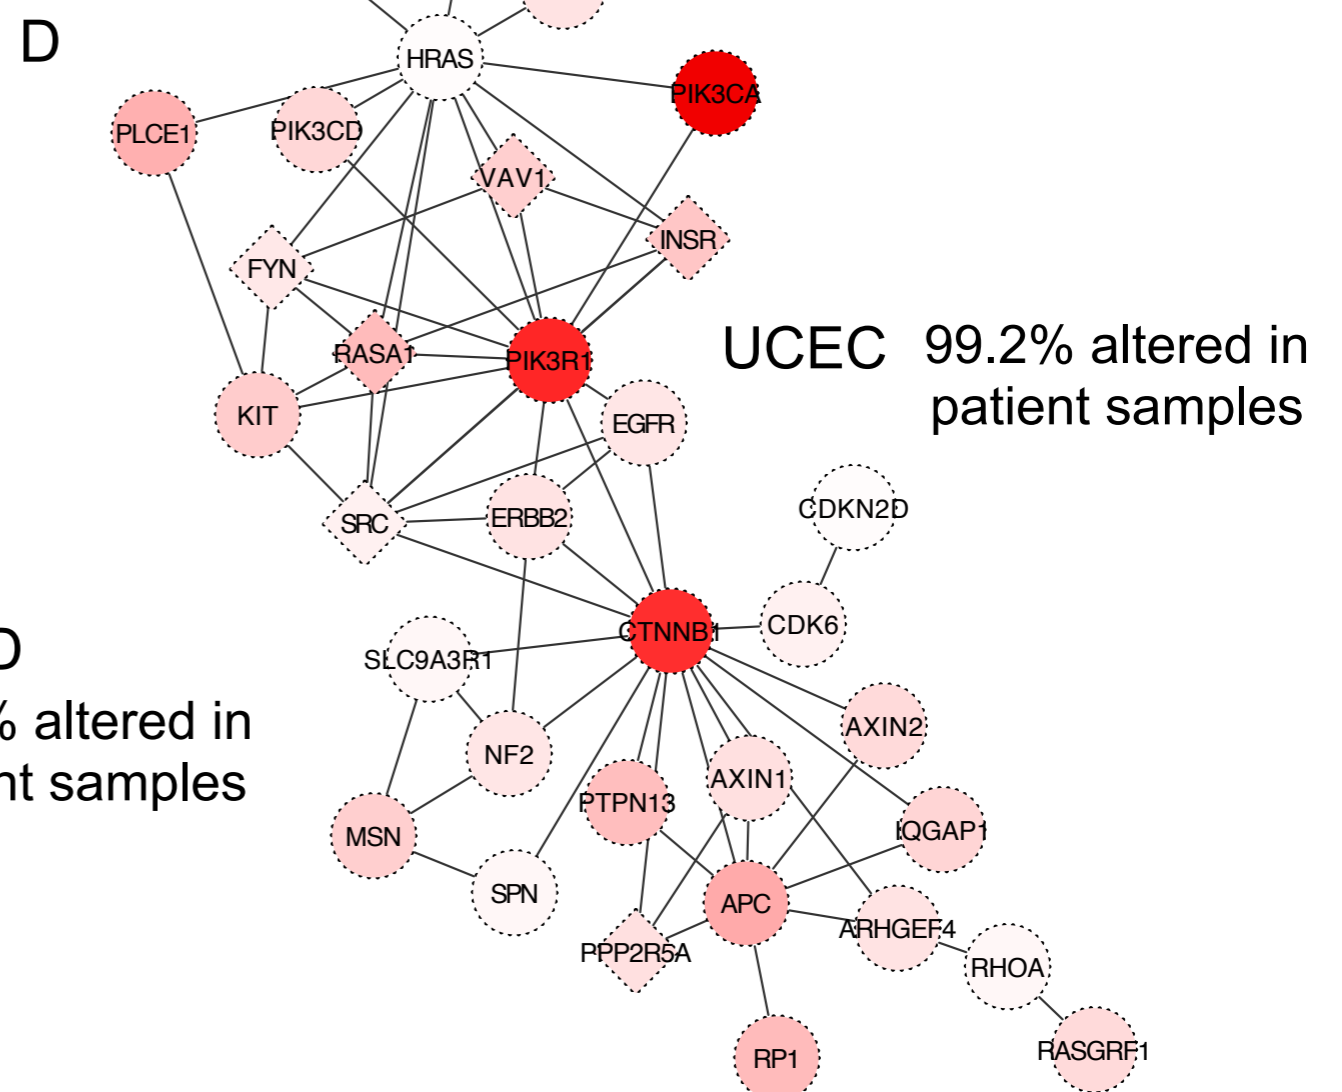 D
HRAS
PIK3CA
PLCE1
PIK3CD
VAV1
INSR
FYN
RASA1
PIK3R1
UCEC 99.2% altered in
patient samples
KIT
EGFR
SRC
ERBB2
CDKN2D
CTNNB1
CDK6
SLC9A3R1
D
% altered in
nt samples
NF2
AXIN2
AXIN1
PTPN13
MSN
IQGAP1
SPN
APC
ARHGEF4
PPP2R5A
RHOA
RP1
RASGRF1